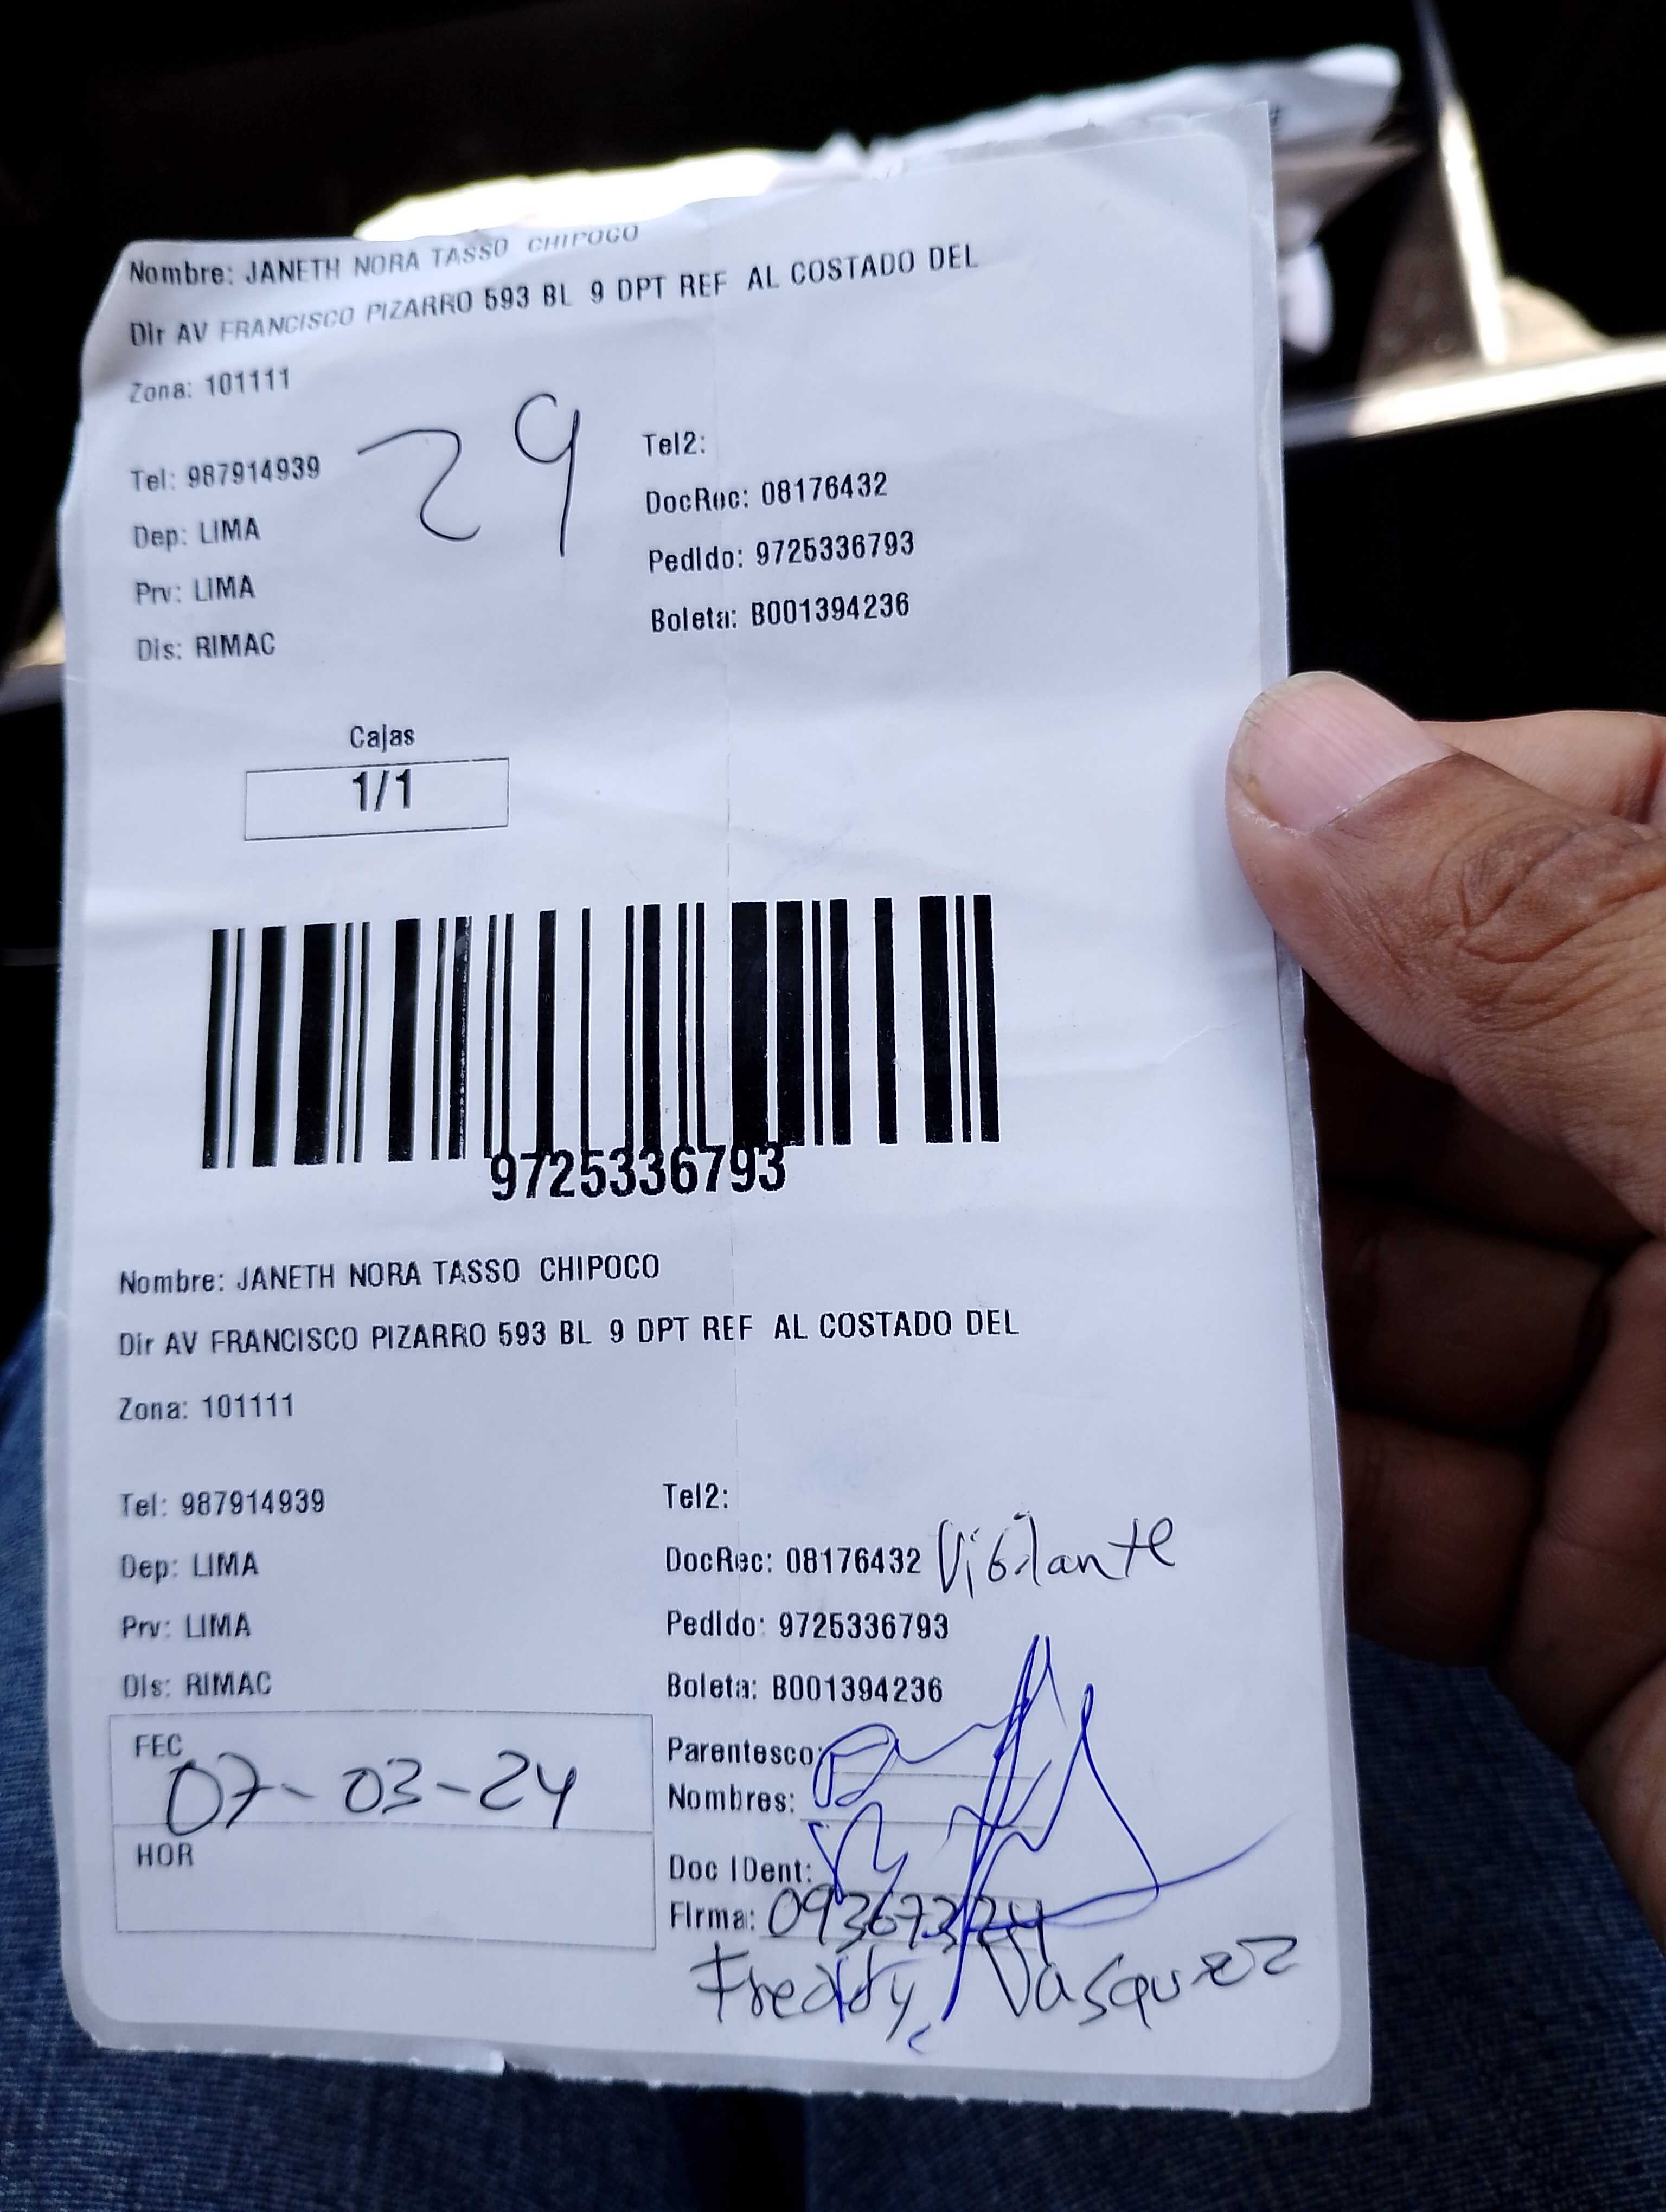 Nombre: JANETH NORA TASSO CHIPOCO
Dir AV FRANCISCO PIZARRO 593 BL 9 DPT REF AL COSTADO DEL
Zona: 101111
29
Tel: 987914939
Tel2:
Dep: LIMA
DocRec: 08176432
Prv: LIMA
Pedido: 9725336793
Dis: RIMAC
Boleta: B001394236
Cajas
1/1
9725336793
Nombre: JANETH NORA TASSO CHIPOCO
Dir AV FRANCISCO PIZARRO 593 BL 9 DPT REF AL COSTADO DEL
Zona: 101111
Tel: 987914939
Tel2:
Dep: LIMA
DocRec: 08176432 Vigilante
Prv: LIMA
Pedido: 9725336793
Dis: RIMAC
Boleta: B001394236
FEC
07-03-24
Parentesco:
Nombres:
HOR
Doc IDent:
Firma:
Freddy Vasquez